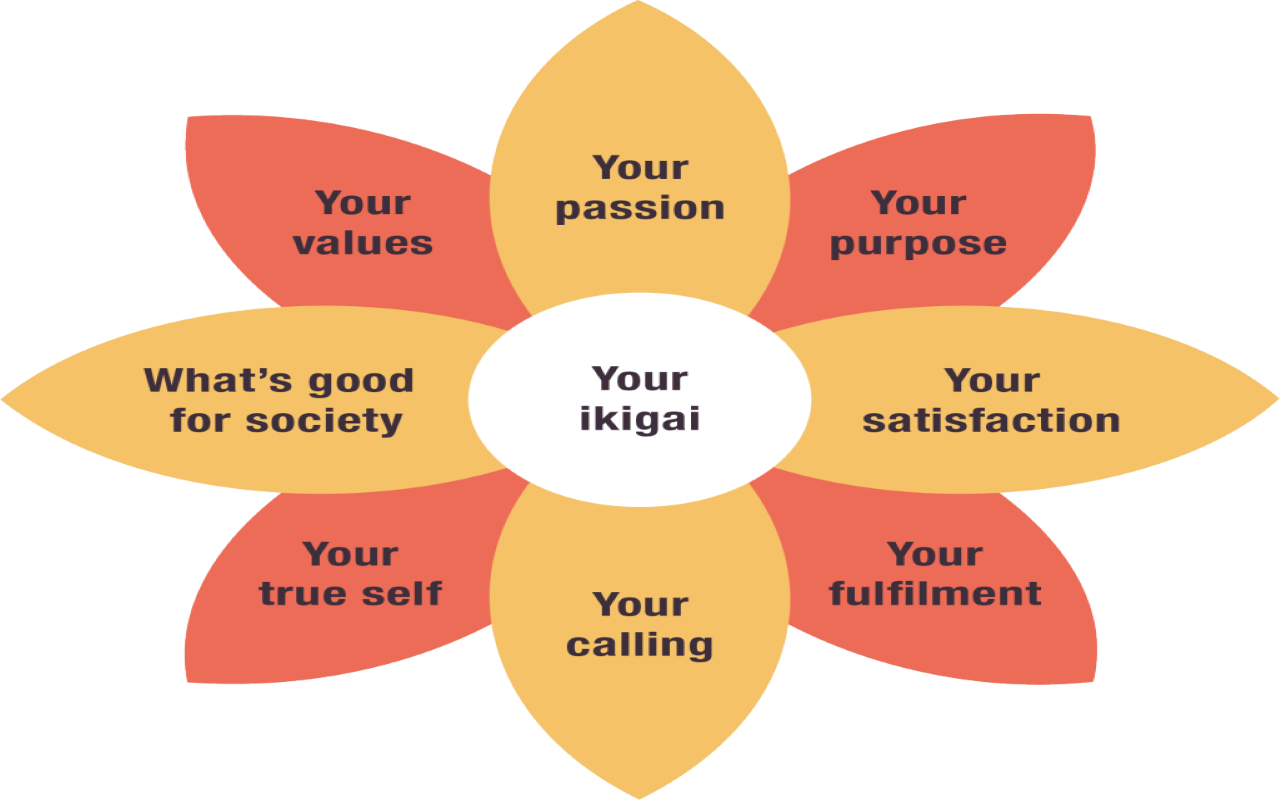 Your
passion
Your
values
Your
purpose
What's good
for society
Your
ikigai
Your
satisfaction
Your
true self
Your
calling
Your
fulfilment